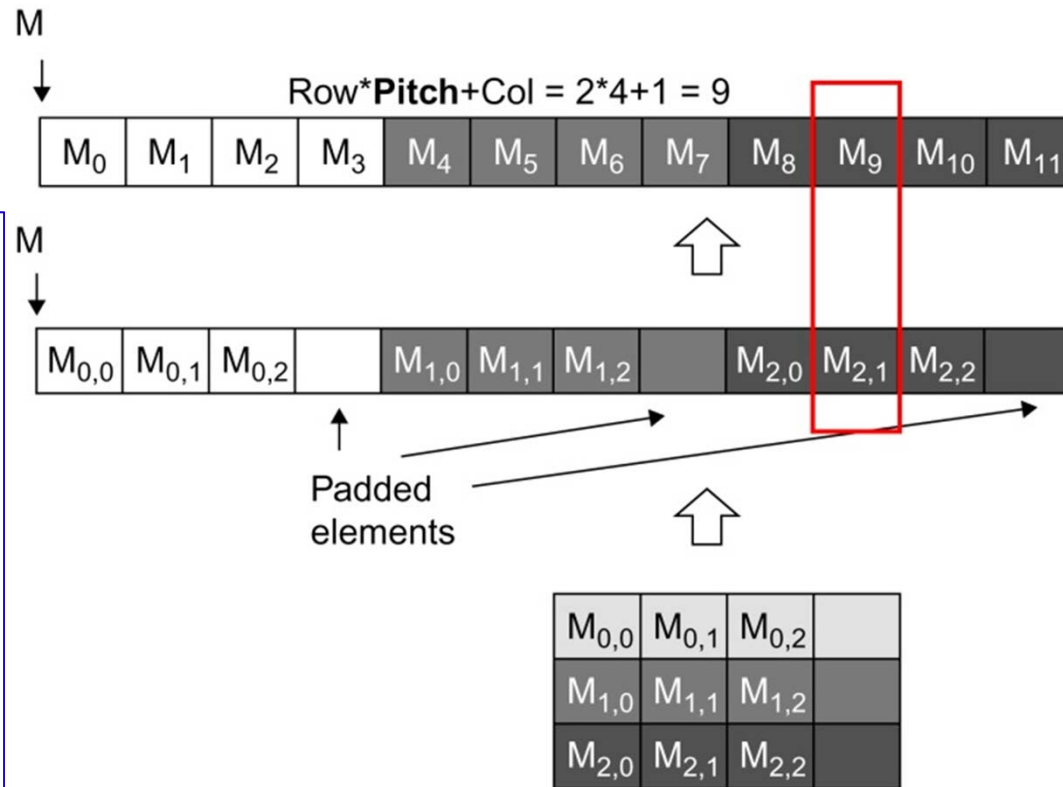 M
Row*Pitch+Col = 2*4+1 = 9
M₀ M₁ M₂ M₃ M₄ M₅ M₆ M₇ M₈ M₉ M₁₀ M₁₁
M
M₀,₀ M₀,₁ M₀,₂ M₁,₀ M₁,₁ M₁,₂ M₂,₀ M₂,₁ M₂,₂
Padded
elements
M₀,₀ M₀,₁ M₀,₂
M₁,₀ M₁,₁ M₁,₂
M₂,₀ M₂,₁ M₂,₂